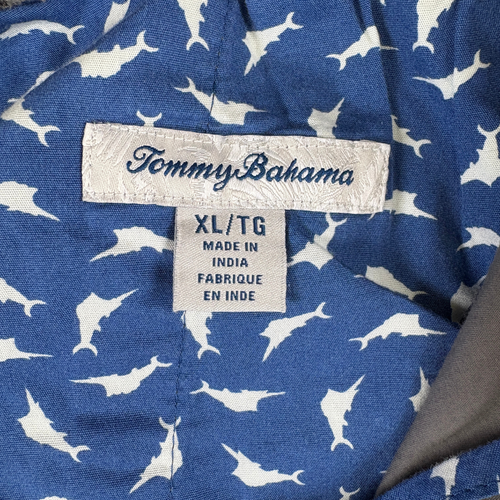 Tommy Bahama
XL/TG
MADE IN
INDIA
FABRIQUE
EN INDE